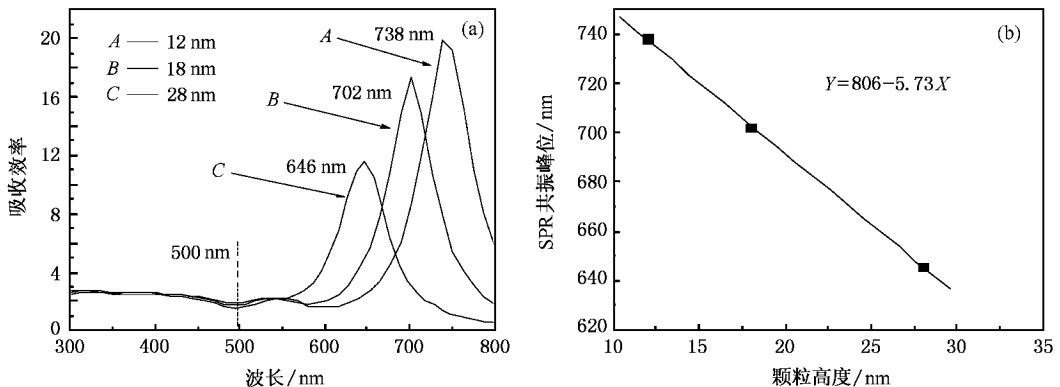 (a)
A — 12 nm
B — 18 nm
C — 28 nm
A
738 nm
702 nm
B
646 nm
C
500 nm
20
16
12
8
4
0
吸收效率
300 400 500 600 700 800
波长/nm
(b)
Y=806−5.73X
740
720
700
680
660
640
620
SPR共振峰位/nm
10 15 20 25 30 35
颗粒高度/nm